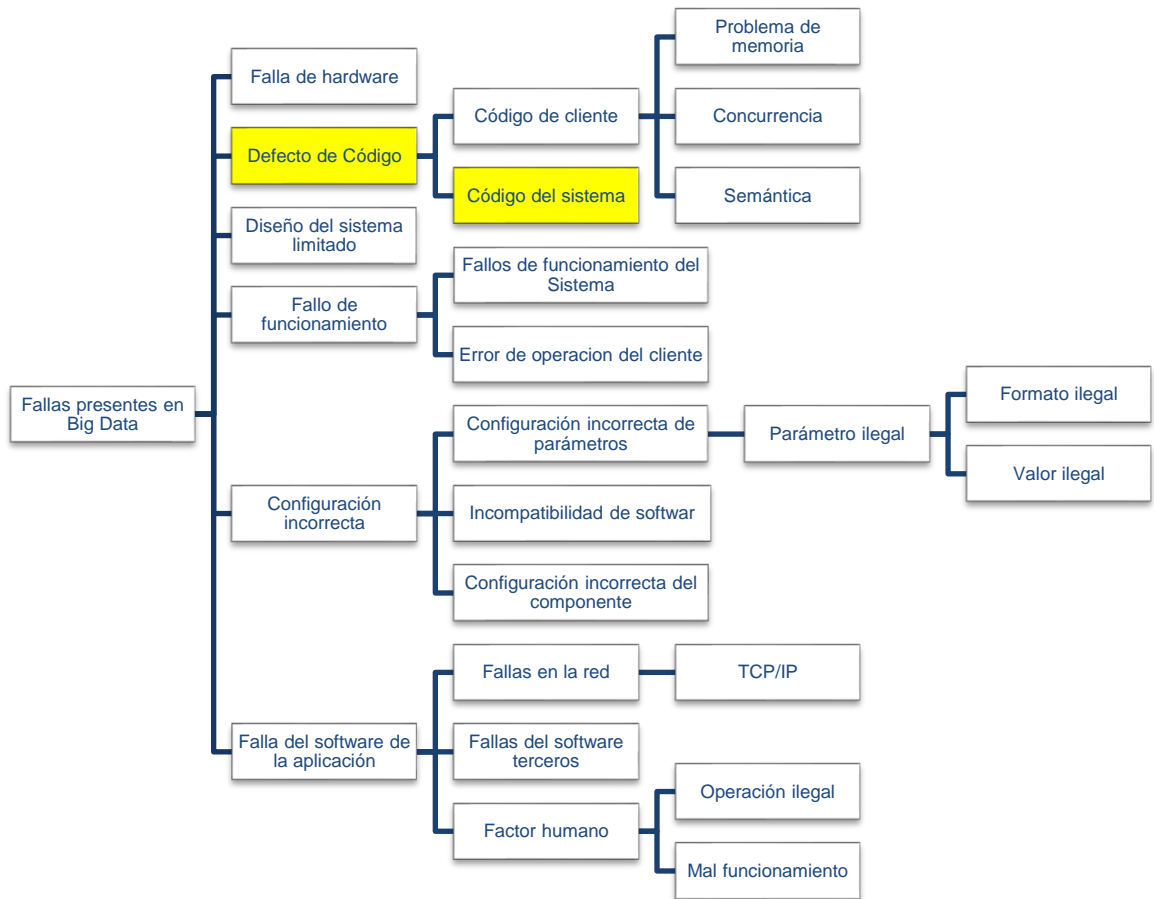 Problema de
memoria
Falla de hardware
Código de cliente
Concurrencia
Defecto de Código
Código del sistema
Semántica
Diseño del sistema
limitado
Fallos de funcionamiento del
Sistema
Fallo de
funcionamiento
Error de operacion del cliente
Fallas presentes en
Big Data
Formato ilegal
Configuración incorrecta de
parámetros
Parámetro ilegal
Valor ilegal
Configuración
incorrecta
Incompatibilidad de softwar
Configuración incorrecta del
componente
Fallas en la red
TCP/IP
Falla del software de
la aplicación
Fallas del software
terceros
Operación ilegal
Factor humano
Mal funcionamiento